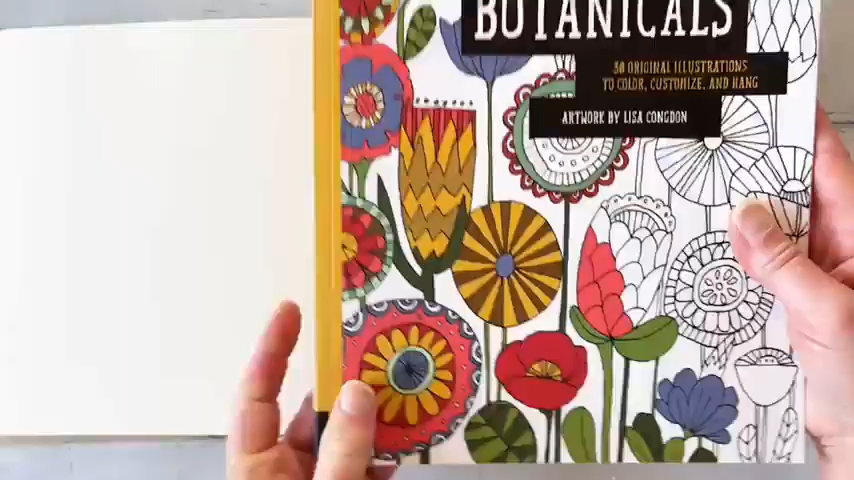 BOTANICALS
30 ORIGINAL ILLUSTRATIONS
TO COLOR, CUSTOMIZE, AND HANG
ARTWORK BY LISA CONGDON